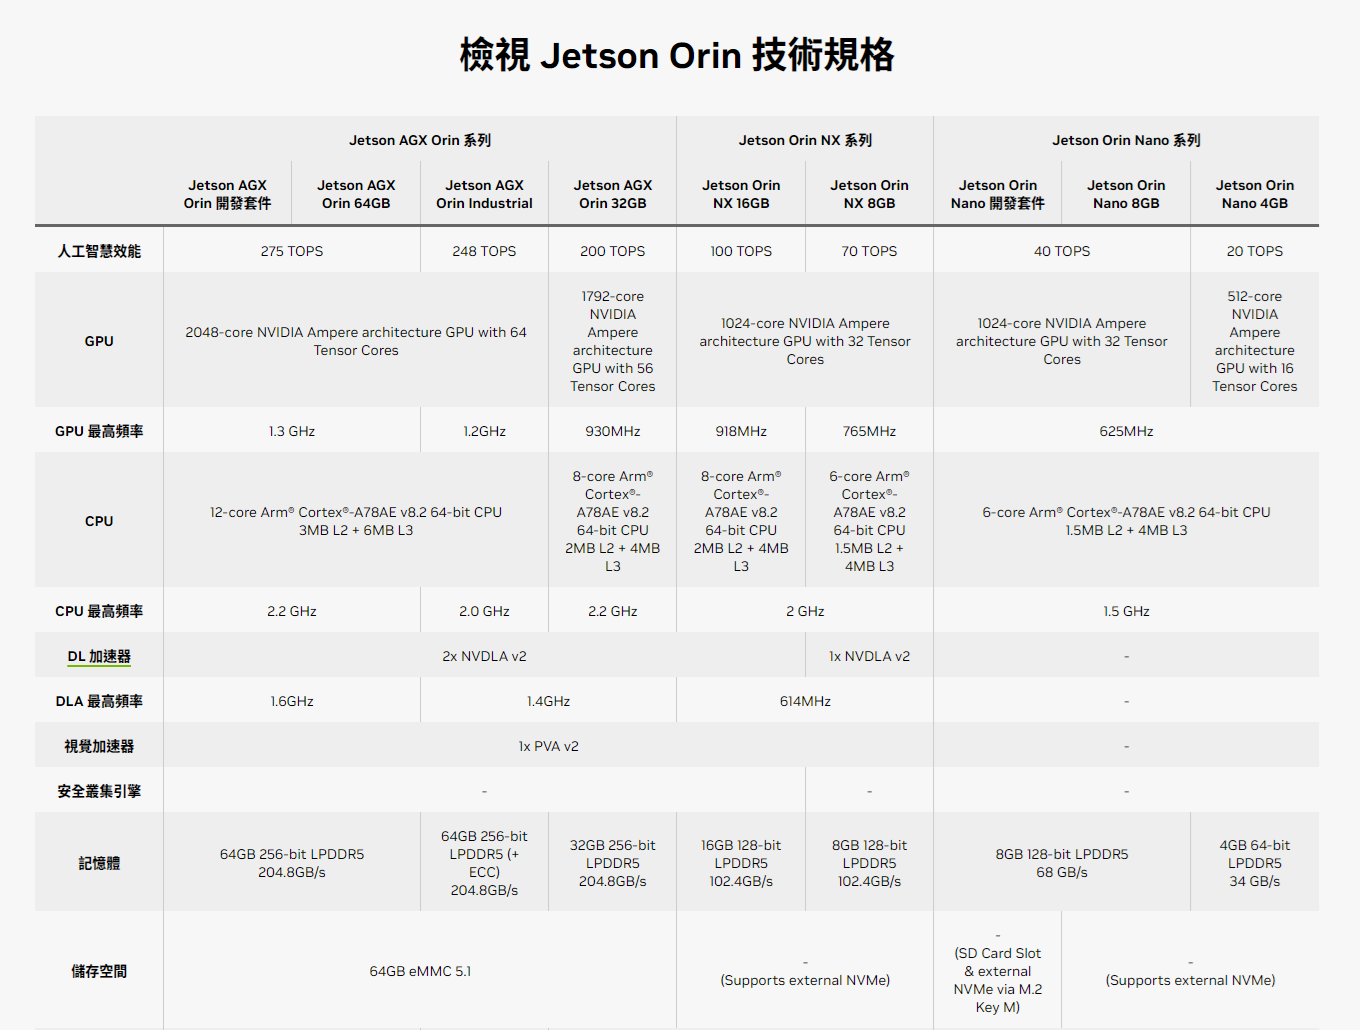 檢視 Jetson Orin 技術規格
Jetson AGX Orin 系列
Jetson Orin NX 系列
Jetson Orin Nano 系列
Jetson AGX
Orin 開發套件
Jetson AGX
Orin 64GB
Jetson AGX
Orin Industrial
Jetson AGX
Orin 32GB
Jetson Orin
NX 16GB
Jetson Orin
NX 8GB
Jetson Orin
Nano 開發套件
Jetson Orin
Nano 8GB
Jetson Orin
Nano 4GB
人工智慧效能
275 TOPS
248 TOPS
200 TOPS
100 TOPS
70 TOPS
40 TOPS
20 TOPS
GPU
2048-core NVIDIA Ampere architecture GPU with 64
Tensor Cores
1792-core
NVIDIA
Ampere
architecture
GPU with 56
Tensor Cores
1024-core NVIDIA Ampere
architecture GPU with 32 Tensor
Cores
1024-core NVIDIA Ampere
architecture GPU with 32 Tensor
Cores
512-core
NVIDIA
Ampere
architecture
GPU with 16
Tensor Cores
GPU 最高頻率
1.3 GHz
1.2GHz
930MHz
918MHz
765MHz
625MHz
CPU
12-core Arm® Cortex®-A78AE v8.2 64-bit CPU
3MB L2 + 6MB L3
8-core Arm®
Cortex®-
A78AE v8.2
64-bit CPU
2MB L2 + 4MB
L3
8-core Arm®
Cortex®-
A78AE v8.2
64-bit CPU
2MB L2 + 4MB
L3
6-core Arm®
Cortex®-
A78AE v8.2
64-bit CPU
1.5MB L2 +
4MB L3
6-core Arm® Cortex®-A78AE v8.2 64-bit CPU
1.5MB L2 + 4MB L3
CPU 最高頻率
2.2 GHz
2.0 GHz
2.2 GHz
2 GHz
1.5 GHz
DL 加速器
2x NVDLA v2
1x NVDLA v2
-
DLA 最高頻率
1.6GHz
1.4GHz
614MHz
-
視覺加速器
1x PVA v2
-
安全叢集引擎
-
-
-
記憶體
64GB 256-bit LPDDR5
204.8GB/s
64GB 256-bit
LPDDR5 (+
ECC)
204.8GB/s
32GB 256-bit
LPDDR5
204.8GB/s
16GB 128-bit
LPDDR5
102.4GB/s
8GB 128-bit
LPDDR5
102.4GB/s
8GB 128-bit LPDDR5
68 GB/s
4GB 64-bit
LPDDR5
34 GB/s
儲存空間
64GB eMMC 5.1
-
(Supports external NVMe)
-
(SD Card Slot
& external
NVMe via M.2
Key M)
-
(Supports external NVMe)